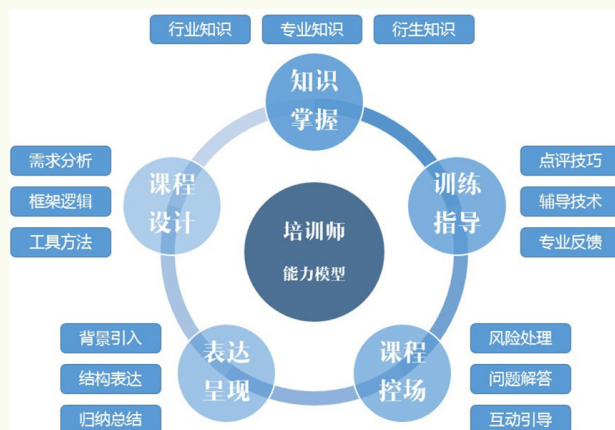 行业知识 专业知识 衍生知识
知识
掌握
需求分析
框架逻辑
工具方法
课程
设计
训练
指导
点评技巧
辅导技术
专业反馈
培训师
能力模型
背景引入
结构表达
归纳总结
表达
呈现
课程
控场
风险处理
问题解答
互动引导